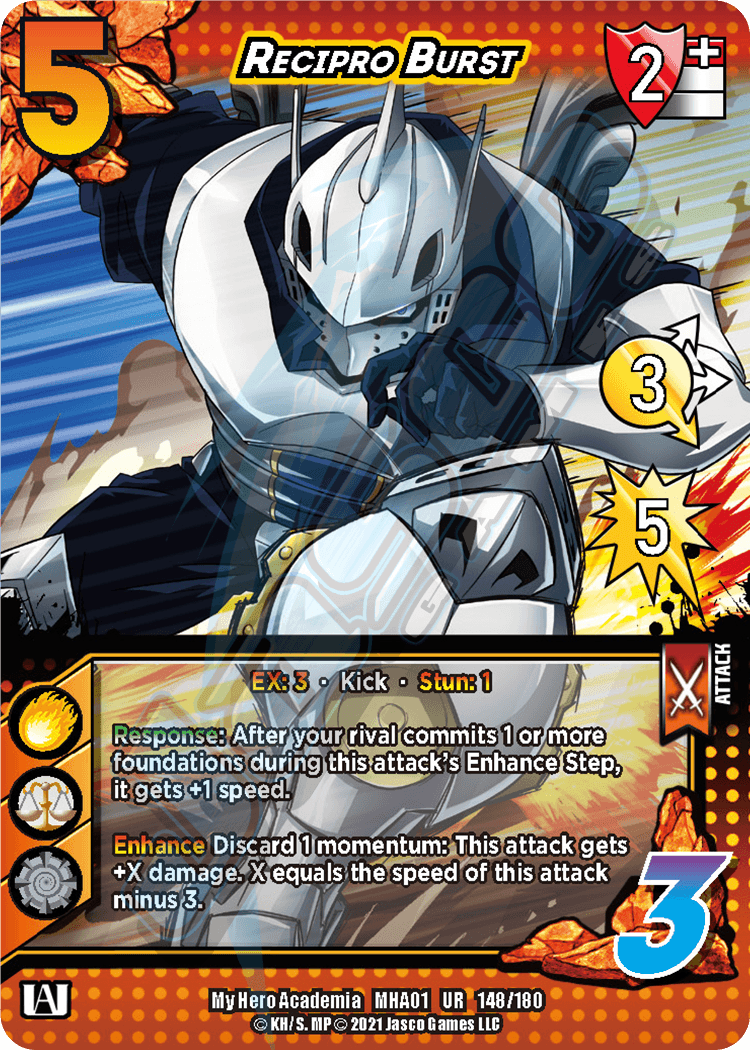 5
RECIPRO BURST
2 +
3
5
ATTACK
EX: 3 · Kick · Stun: 1
Response: After your rival commits 1 or more
foundations during this attack's Enhance Step,
it gets +1 speed.
Enhance Discard 1 momentum: This attack gets
+X damage. X equals the speed of this attack
minus 3.
3
UA
My Hero Academia MHA01 UR 148/180
© KH/S. MP © 2021 Jasco Games LLC